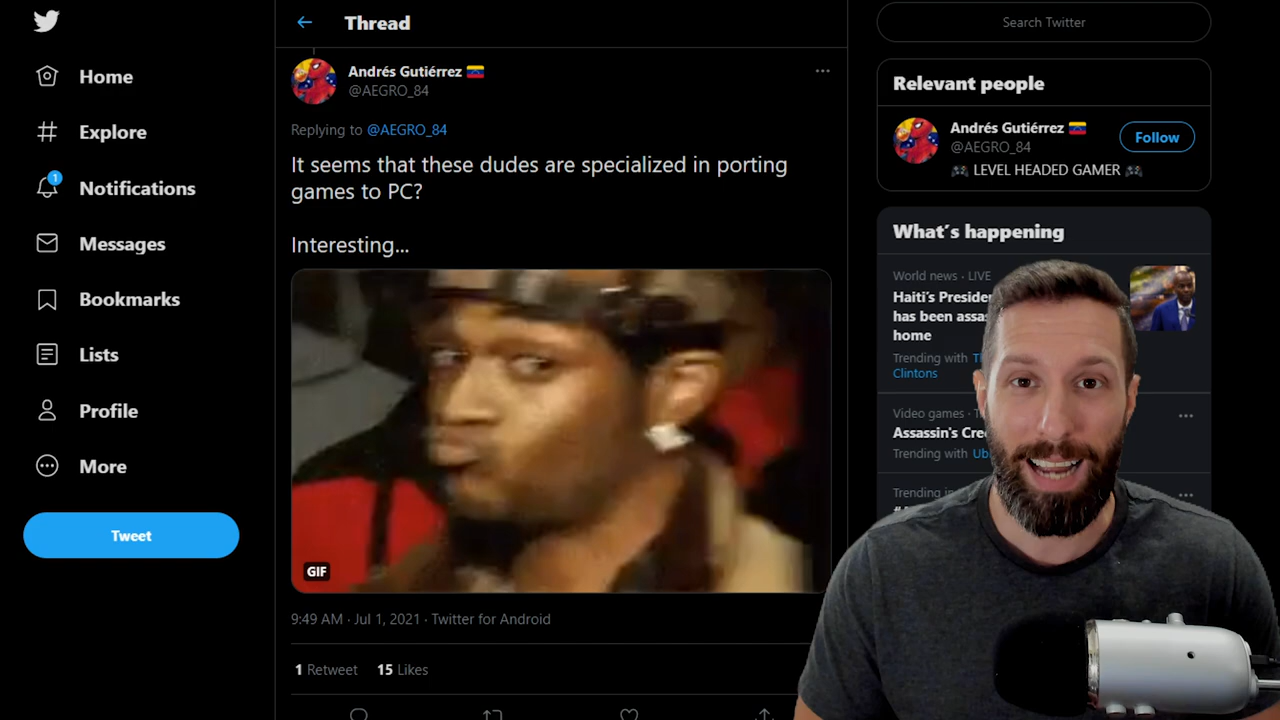 Home
Explore
1
Notifications
Messages
Bookmarks
Lists
Profile
More
Tweet
Thread
Andrés Gutiérrez
@AEGRO_84
Replying to @AEGRO_84
It seems that these dudes are specialized in porting
games to PC?
Interesting...
GIF
9:49 AM · Jul 1, 2021 · Twitter for Android
1 Retweet 15 Likes
Search Twitter
Relevant people
Andrés Gutiérrez
@AEGRO_84
Follow
🎮 LEVEL HEADED GAMER 🎮
What's happening
World news · LIVE
Haiti's
has been
home
Trending with
Clintons
Video games ·
Assassin's
Trending with
Trending in